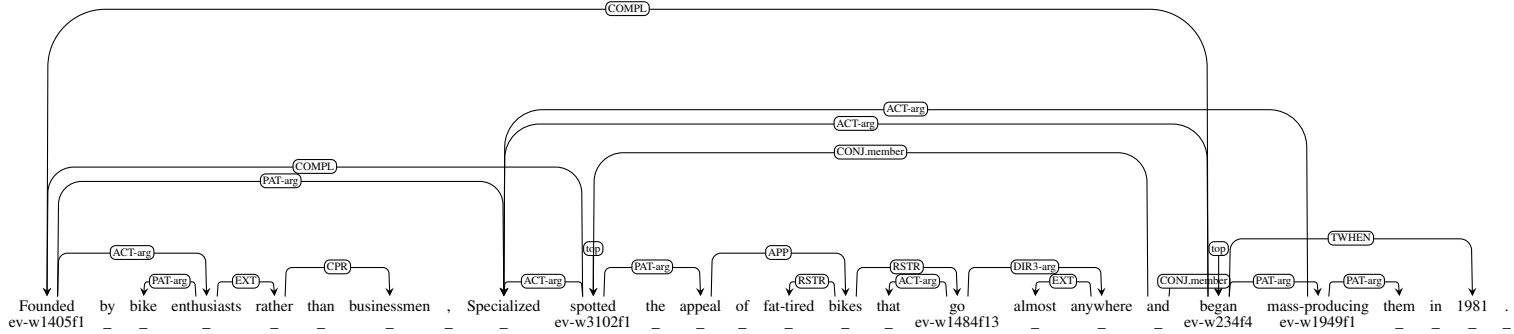 COMPL
ACT-arg
ACT-arg
CONJ.member
COMPL
PAT-arg
top top TWHEN
ACT-arg APP
CPR RSTR DIR3-arg
PAT-arg EXT ACT-arg PAT-arg RSTR ACT-arg EXT CONJ.member PAT-arg PAT-arg
Founded by bike enthusiasts rather than businessmen , Specialized spotted the appeal of fat-tired bikes that go almost anywhere and began mass-producing them in 1981 .
ev-w1405f1 _ _ _ _ _ _ _ _ ev-w3102f1 _ _ _ _ _ _ ev-w1484f13 _ _ _ ev-w234f4 ev-w1949f1 _ _ _ _